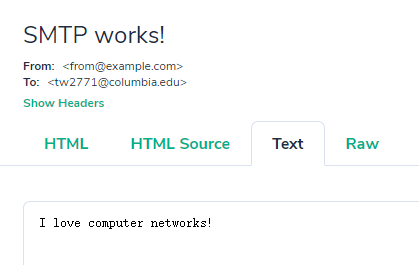 SMTP works!
From: <from@example.com>
To: <tw2771@columbia.edu>
Show Headers
HTML HTML Source Text Raw
I love computer networks!